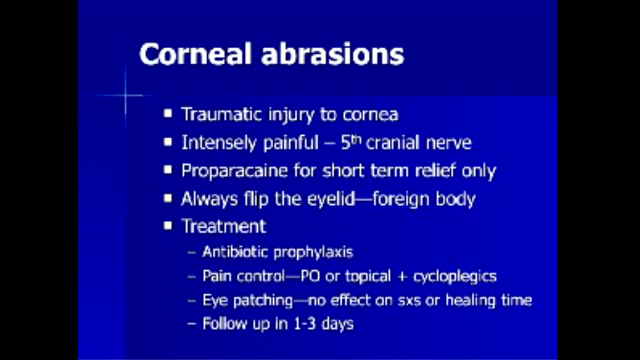 Corneal abrasions
Traumatic injury to cornea
Intensely painful – 5th cranial nerve
Proparacaine for short term relief only
Always flip the eyelid—foreign body
Treatment
– Antibiotic prophylaxis
– Pain control—PO or topical + cycloplegics
– Eye patching—no effect on sxs or healing time
– Follow up in 1-3 days